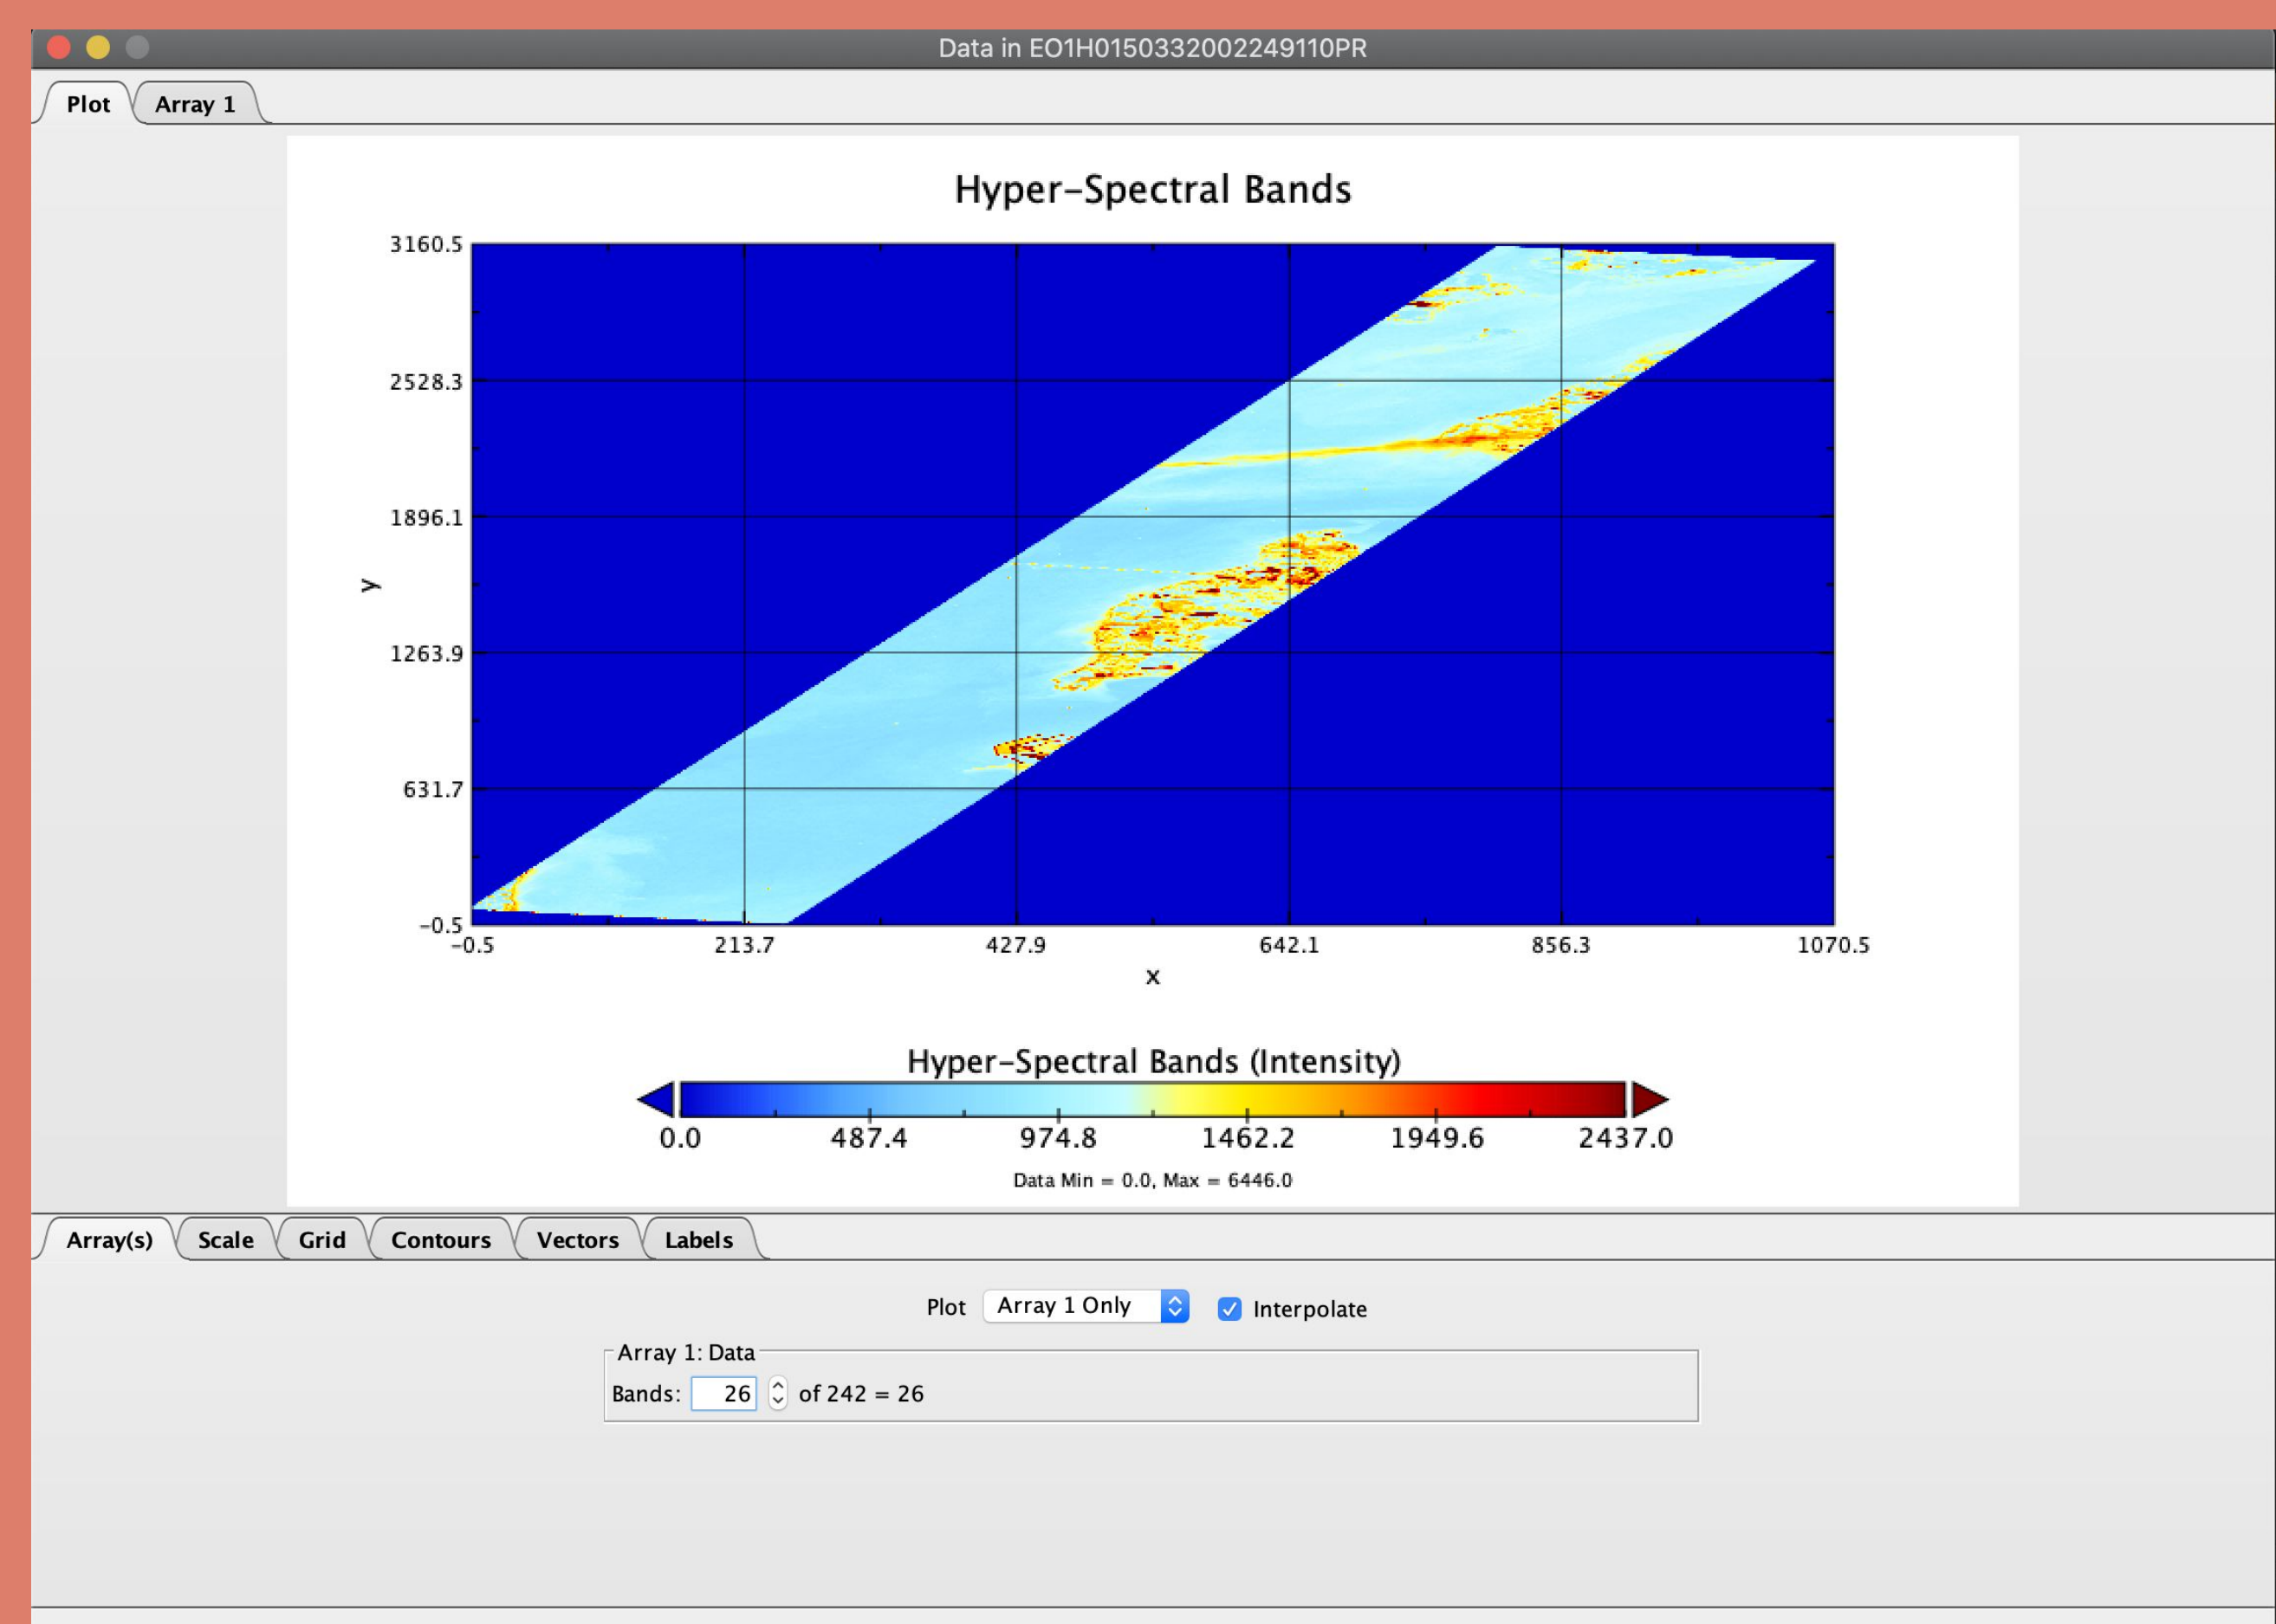 Data in EO1H0150332002249110PR
Plot Array 1
Hyper-Spectral Bands
3160.5
2528.3
1896.1
y
1263.9
631.7
-0.5
-0.5 213.7 427.9 642.1 856.3 1070.5
x
Hyper-Spectral Bands (Intensity)
0.0 487.4 974.8 1462.2 1949.6 2437.0
Data Min = 0.0, Max = 6446.0
Array(s) Scale Grid Contours Vectors Labels
Plot Array 1 Only Interpolate
Array 1: Data
Bands: 26 of 242 = 26